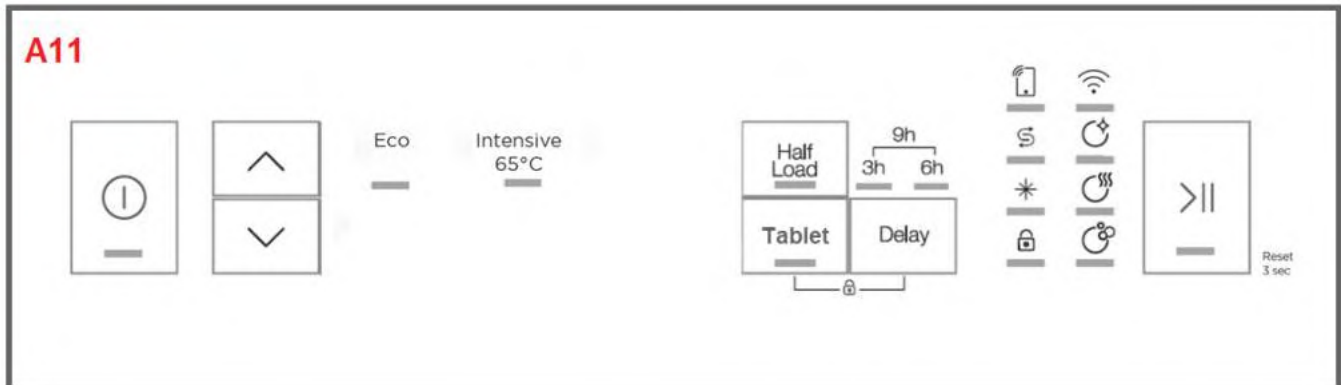 A11
Eco
Intensive
65°C
Half
Load
9h
3h 6h
Tablet
Delay
Reset
3 sec